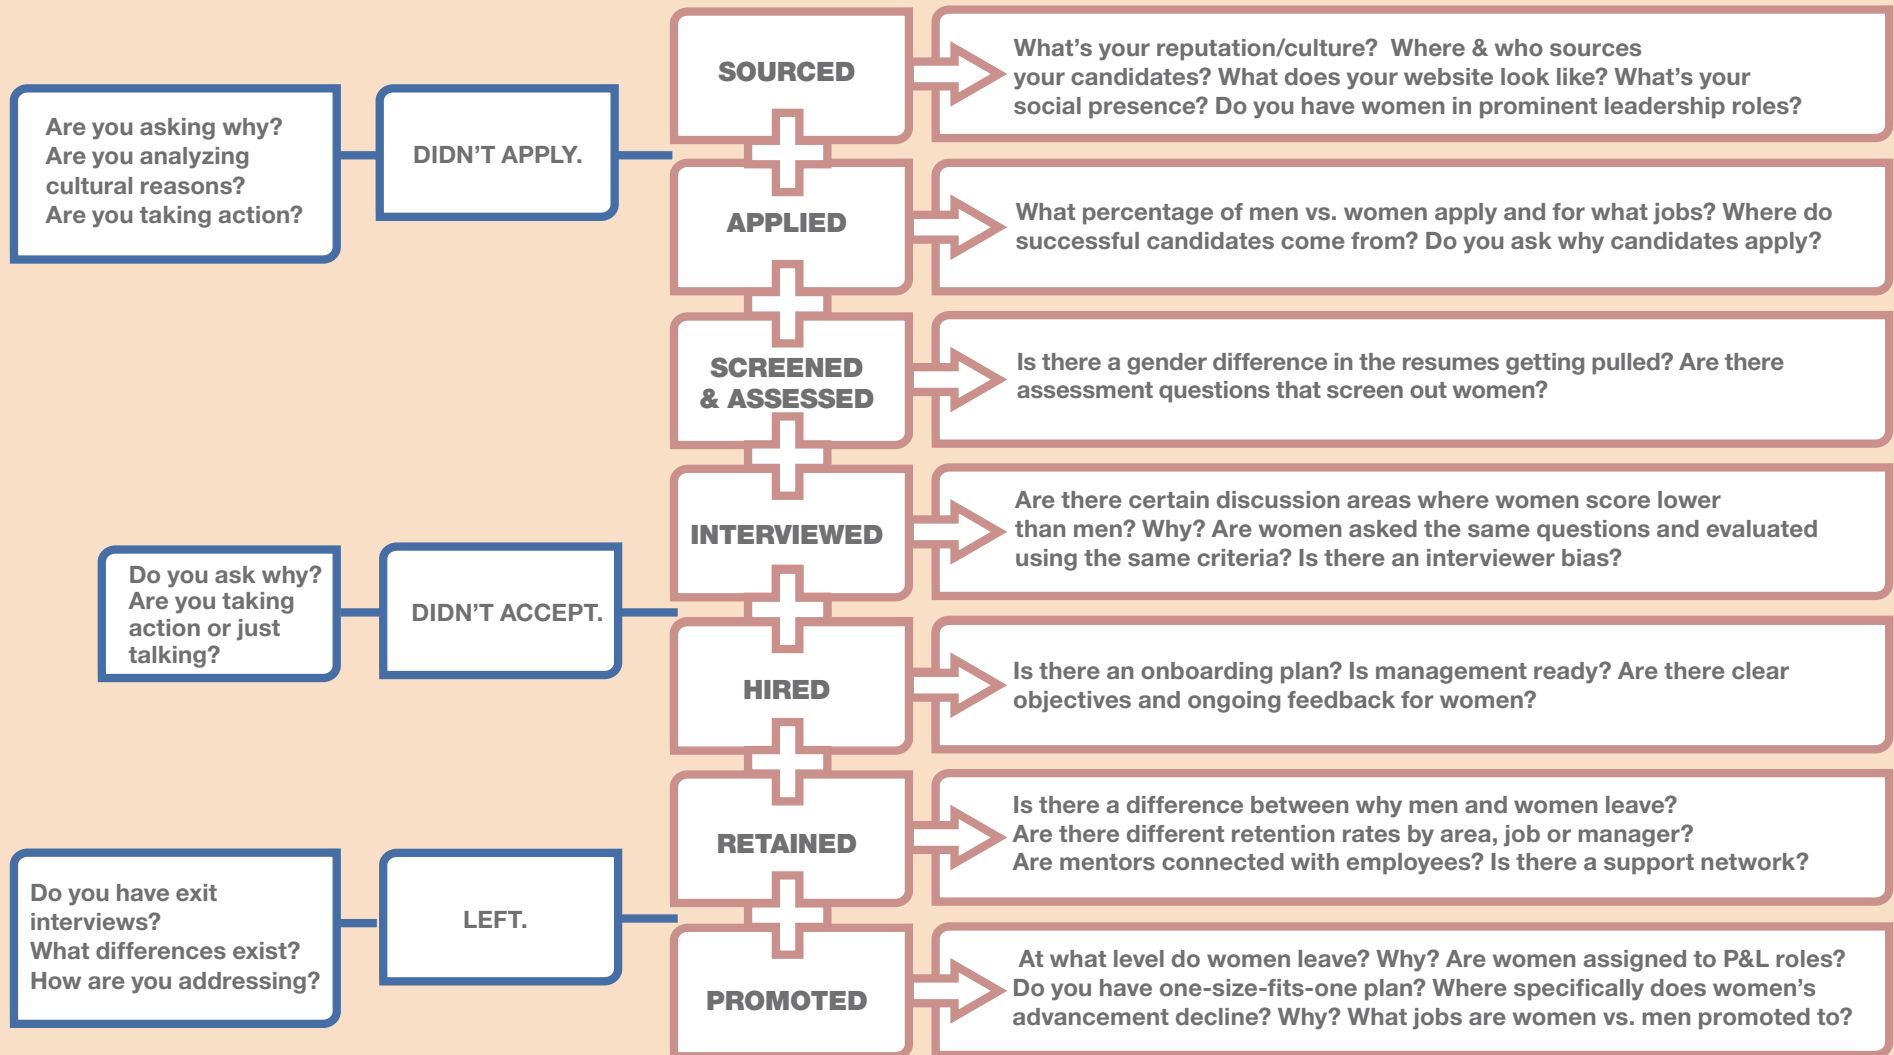 SOURCED
What's your reputation/culture?  Where & who sources
your candidates? What does your website look like? What's your
social presence? Do you have women in prominent leadership roles?
Are you asking why?
Are you analyzing
cultural reasons?
Are you taking action?
DIDN'T APPLY.
APPLIED
What percentage of men vs. women apply and for what jobs? Where do
successful candidates come from? Do you ask why candidates apply?
SCREENED
& ASSESSED
Is there a gender difference in the resumes getting pulled? Are there
assessment questions that screen out women?
INTERVIEWED
Are there certain discussion areas where women score lower
than men? Why? Are women asked the same questions and evaluated
using the same criteria? Is there an interviewer bias?
Do you ask why?
Are you taking
action or just
talking?
DIDN'T ACCEPT.
HIRED
Is there an onboarding plan? Is management ready? Are there clear
objectives and ongoing feedback for women?
RETAINED
Is there a difference between why men and women leave?
Are there different retention rates by area, job or manager?
Are mentors connected with employees? Is there a support network?
Do you have exit
interviews?
What differences exist?
How are you addressing?
LEFT.
PROMOTED
At what level do women leave? Why? Are women assigned to P&L roles?
Do you have one-size-fits-one plan? Where specifically does women's
advancement decline? Why? What jobs are women vs. men promoted to?